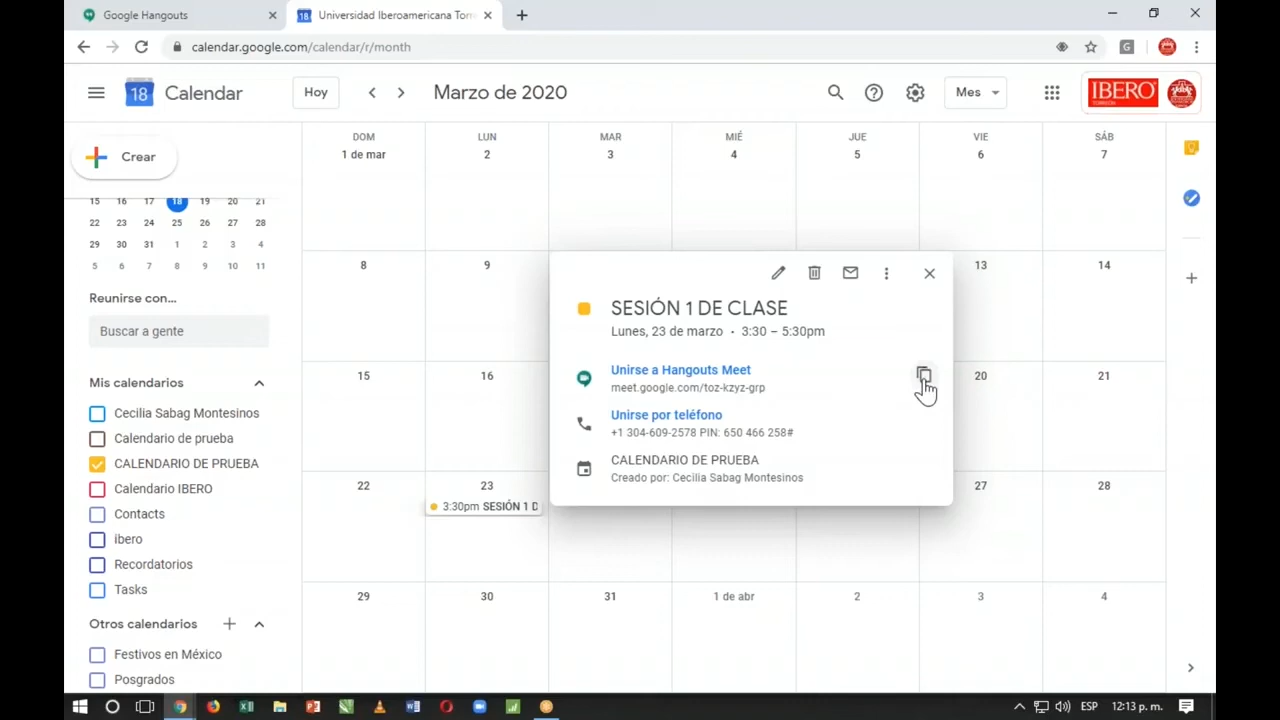 Google Hangouts
Universidad Iberoamericana Torr
calendar.google.com/calendar/r/month
G
18
Calendar
Hoy
Marzo de 2020
Mes
IBERO
TORREÓN
Crear
DOM
LUN
MAR
MIÉ
JUE
VIE
SÁB
1 de mar
2
3
4
5
6
7
15 16 17 18 19 20 21
22 23 24 25 26 27 28
29 30 31 1 2 3 4
5 6 7 8 9 10 11
8
9
13
14
Reunirse con...
Buscar a gente
SESIÓN 1 DE CLASE
Lunes, 23 de marzo • 3:30 – 5:30pm
Unirse a Hangouts Meet
meet.google.com/toz-kzyz-grp
Unirse por teléfono
+1 304-609-2578 PIN: 650 466 258#
CALENDARIO DE PRUEBA
Creado por: Cecilia Sabag Montesinos
15
16
20
21
Mis calendarios
Cecilia Sabag Montesinos
Calendario de prueba
CALENDARIO DE PRUEBA
Calendario IBERO
Contacts
ibero
Recordatorios
Tasks
22
23
27
28
3:30pm SESIÓN 1 D
29
30
31
1 de abr
2
3
4
Otros calendarios
Festivos en México
Posgrados
ESP
12:13 p. m.